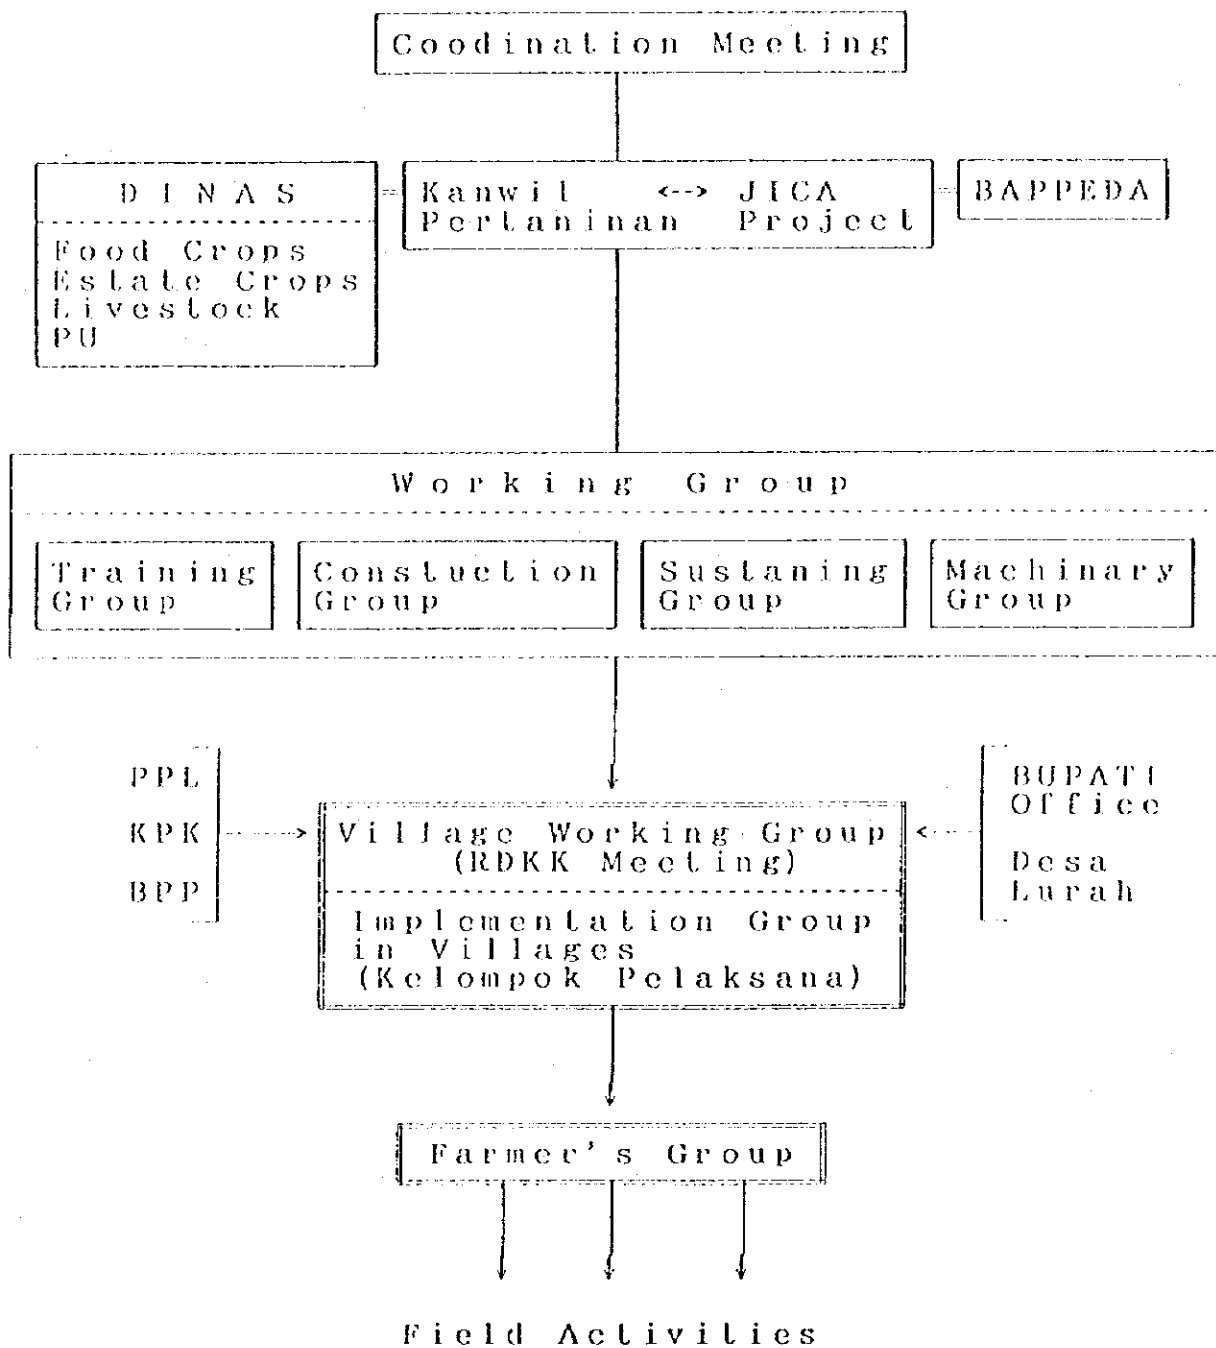 Coodination Meeting
DINAS
Food Crops
Estate Crops
Livestock
PU
Kanwil <--> JICA
Pertaninan Project
BAPPEDA
Working Group
Training
Group
Constuction
Group
Sustaning
Group
Machinary
Group
PPL
KPK
BPP
Village Working Group
(RDKK Meeting)
Implementation Group
in Villages
(Kelompok Pelaksana)
BUPATI
Office
Desa
Lurah
Farmer's Group
Field Activities